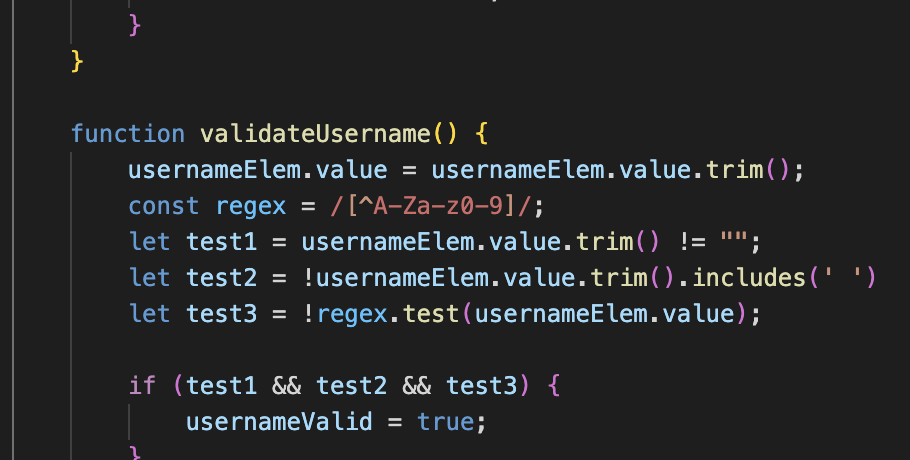 }
}
function validateUsername() {
usernameElem.value = usernameElem.value.trim();
const regex = /[^A-Za-z0-9]/;
let test1 = usernameElem.value.trim() != "";
let test2 = !usernameElem.value.trim().includes(' ')
let test3 = !regex.test(usernameElem.value);
if (test1 && test2 && test3) {
usernameValid = true;
}